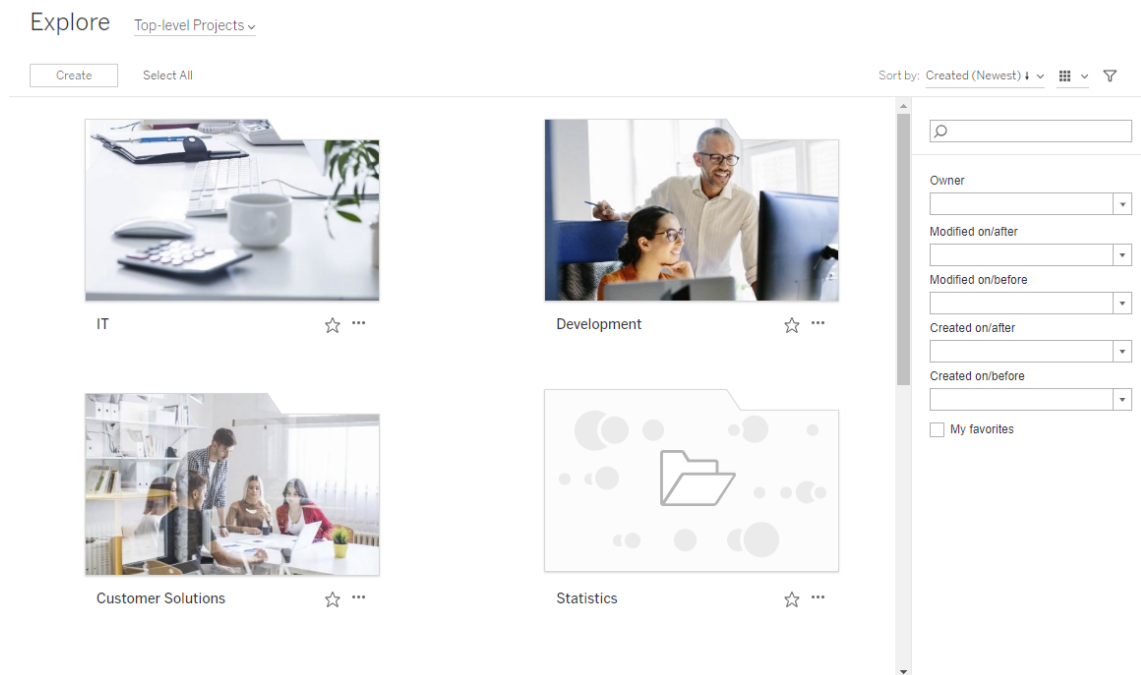 Explore
Top-level Projects
Create
Select All
Sort by: Created (Newest)
IT
Development
Customer Solutions
Statistics
Owner
Modified on/after
Modified on/before
Created on/after
Created on/before
My favorites